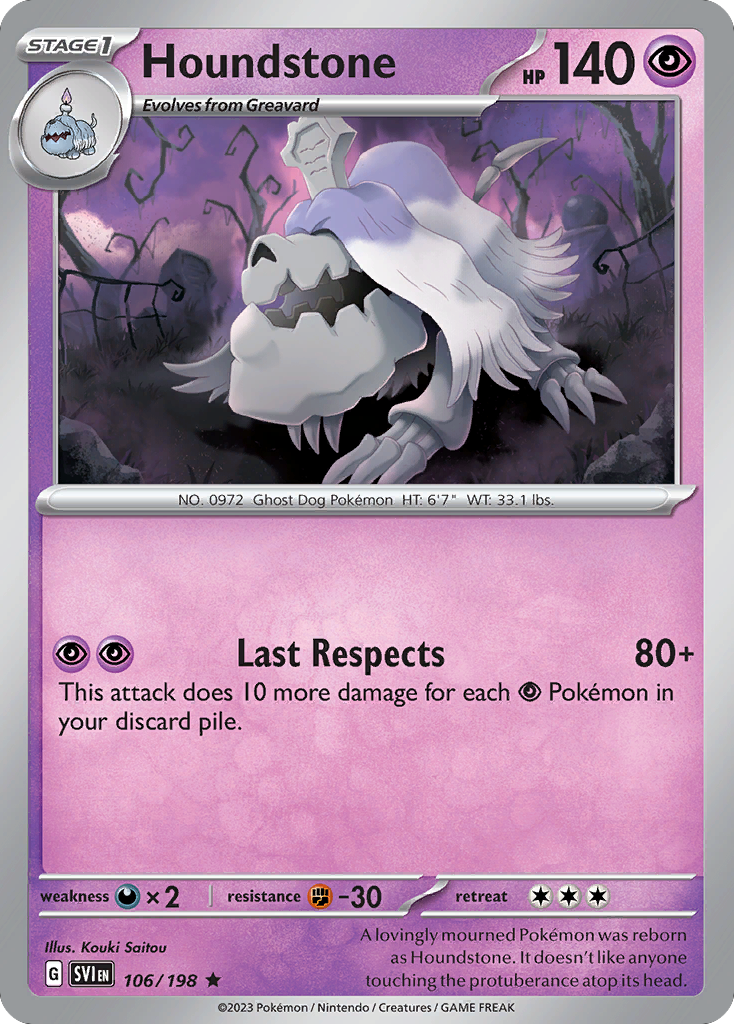 STAGE1
Houndstone
HP 140
Evolves from Greavard
NO. 0972 Ghost Dog Pokémon HT: 6'7" WT: 33.1 lbs.
Last Respects 80+
This attack does 10 more damage for each Pokémon in
your discard pile.
weakness ×2 resistance -30 retreat
Illus. Kouki Saitou
A lovingly mourned Pokémon was reborn
as Houndstone. It doesn't like anyone
touching the protuberance atop its head.
G SVI EN 106/198
©2023 Pokémon / Nintendo / Creatures / GAME FREAK